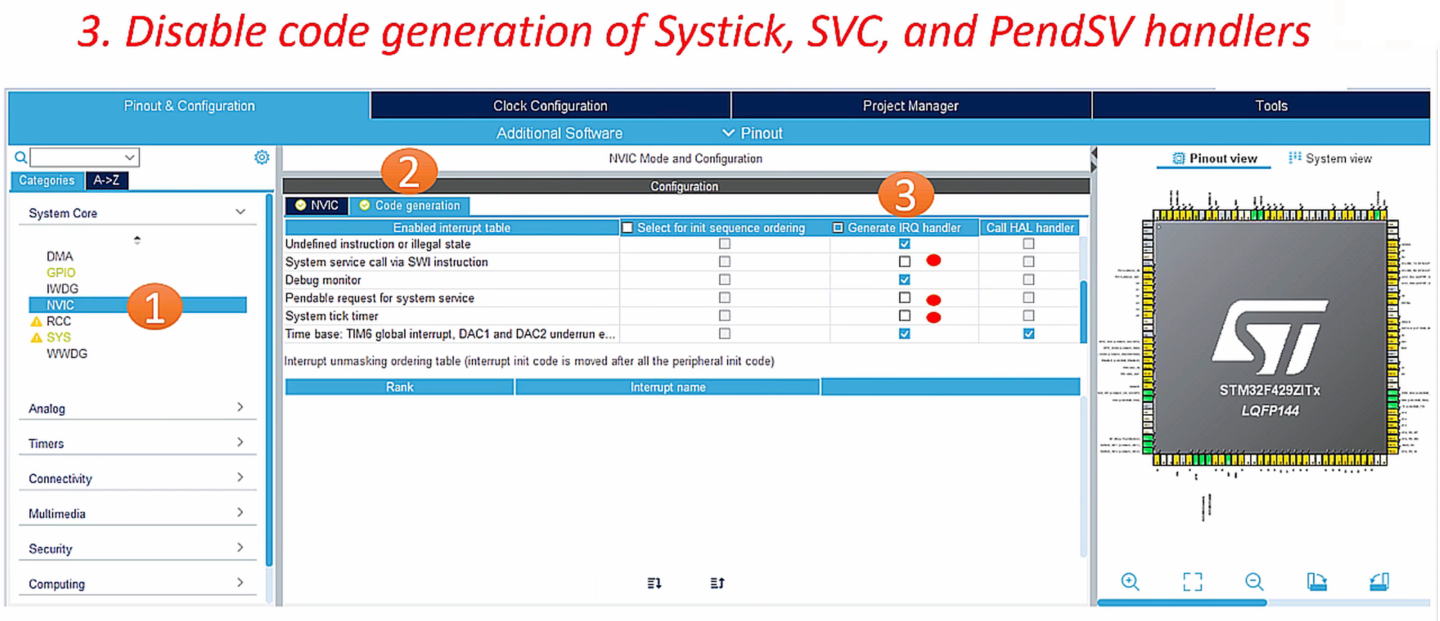 3. Disable code generation of Systick, SVC, and PendSV handlers
Pinout & Configuration
Clock Configuration
Project Manager
Tools
Additional Software
Pinout
NVIC Mode and Configuration
Pinout view
System view
Categories
A->Z
2
Configuration
3
System Core
NVIC
Code generation
Enabled interrupt table
Select for init sequence ordering
Generate IRQ handler
Call HAL handler
Undefined instruction or illegal state
System service call via SWI instruction
Debug monitor
Pendable request for system service
System tick timer
Time base: TIM6 global interrupt, DAC1 and DAC2 underrun e...
DMA
GPIO
IWDG
NVIC
1
RCC
SYS
WWDG
Interrupt unmasking ordering table (interrupt init code is moved after all the peripheral init code)
Rank
Interrupt name
Analog
Timers
Connectivity
Multimedia
Security
Computing
ST
STM32F429ZITx
LQFP144